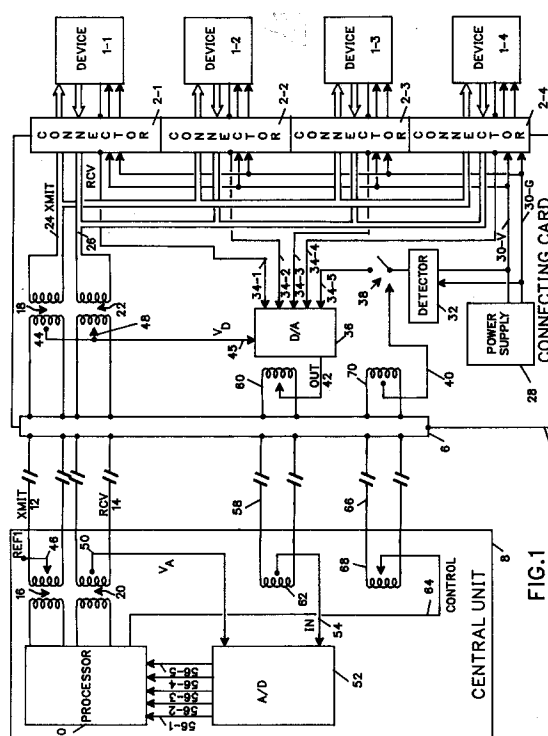 DEVICE
1-1
DEVICE
1-2
DEVICE
1-3
DEVICE
1-4
CONNECTOR
2-1
CONNECTOR
2-2
CONNECTOR
2-3
CONNECTOR
2-4
24 XMIT
RCV
26
18
22
44
48
45
VD
34-1
34-2
34-3
34-4
34-5
D/A
36
38
DETECTOR
32
30-V
30-G
POWER
SUPPLY
28
CONNECTING CARD
60
OUT
42
70
40
6
XMIT
12
RCV
14
58
66
REF1
46
16
50
20
VA
62
IN
54
68
64
CONTROL
8
0
PROCESSOR
56-1
56-2
56-3
56-4
56-5
A/D
52
CENTRAL UNIT
FIG.1